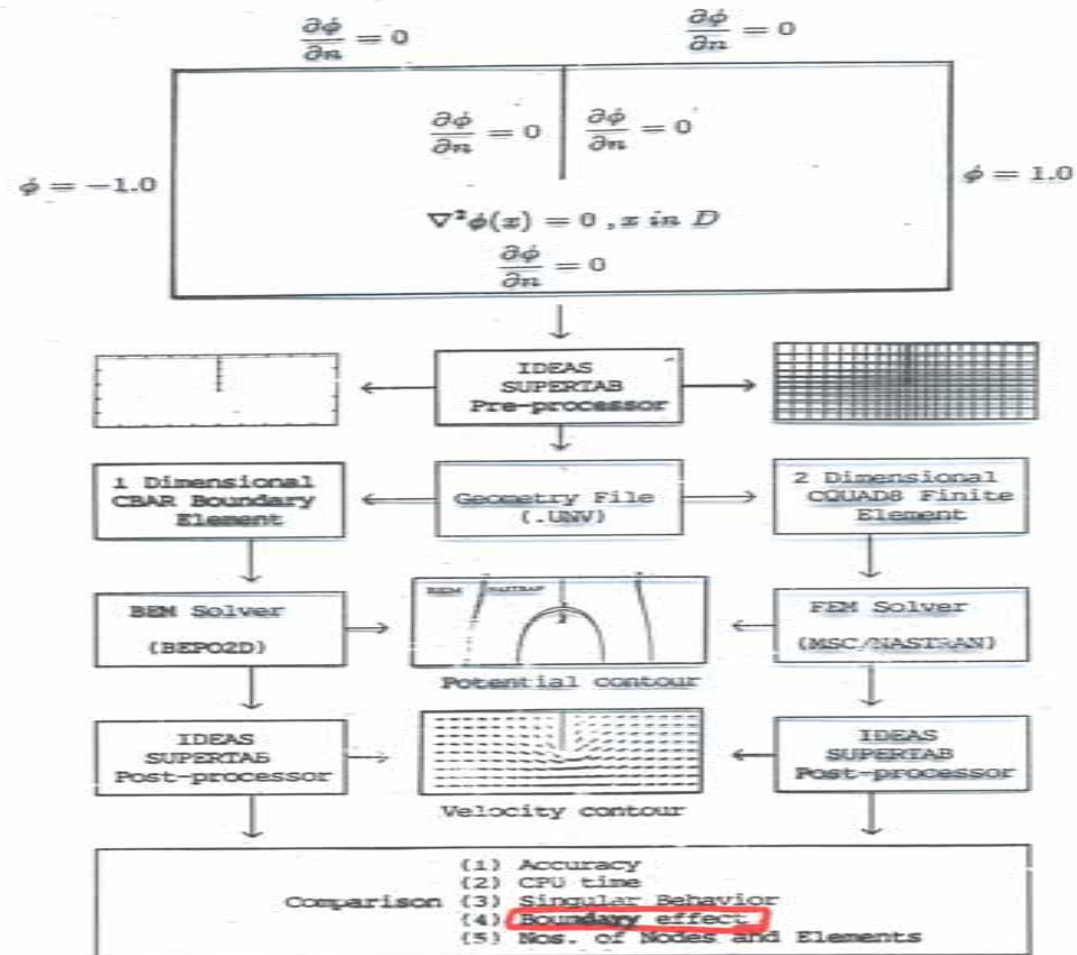 ∂φ/∂n = 0
∂φ/∂n = 0
∂φ/∂n = 0
∂φ/∂n = 0
φ = −1.0
φ = 1.0
∇²φ(x) = 0 , x in D
∂φ/∂n = 0
IDEAS
SUPERTAB
Pre-processor
1 Dimensional
CBAR Boundary
Element
Geometry File
(.UNV)
2 Dimensional
CQUAD8 Finite
Element
BEM Solver
(BEPO2D)
BEM
NASTRAN
FEM Solver
(MSC/NASTRAN)
Potential contour
IDEAS
SUPERTAB
Post-processor
IDEAS
SUPERTAB
Post-processor
Velocity contour
(1) Accuracy
(2) CPU time
Comparison (3) Singular Behavior
(4) Boundary effect
(5) Nos. of Nodes and Elements